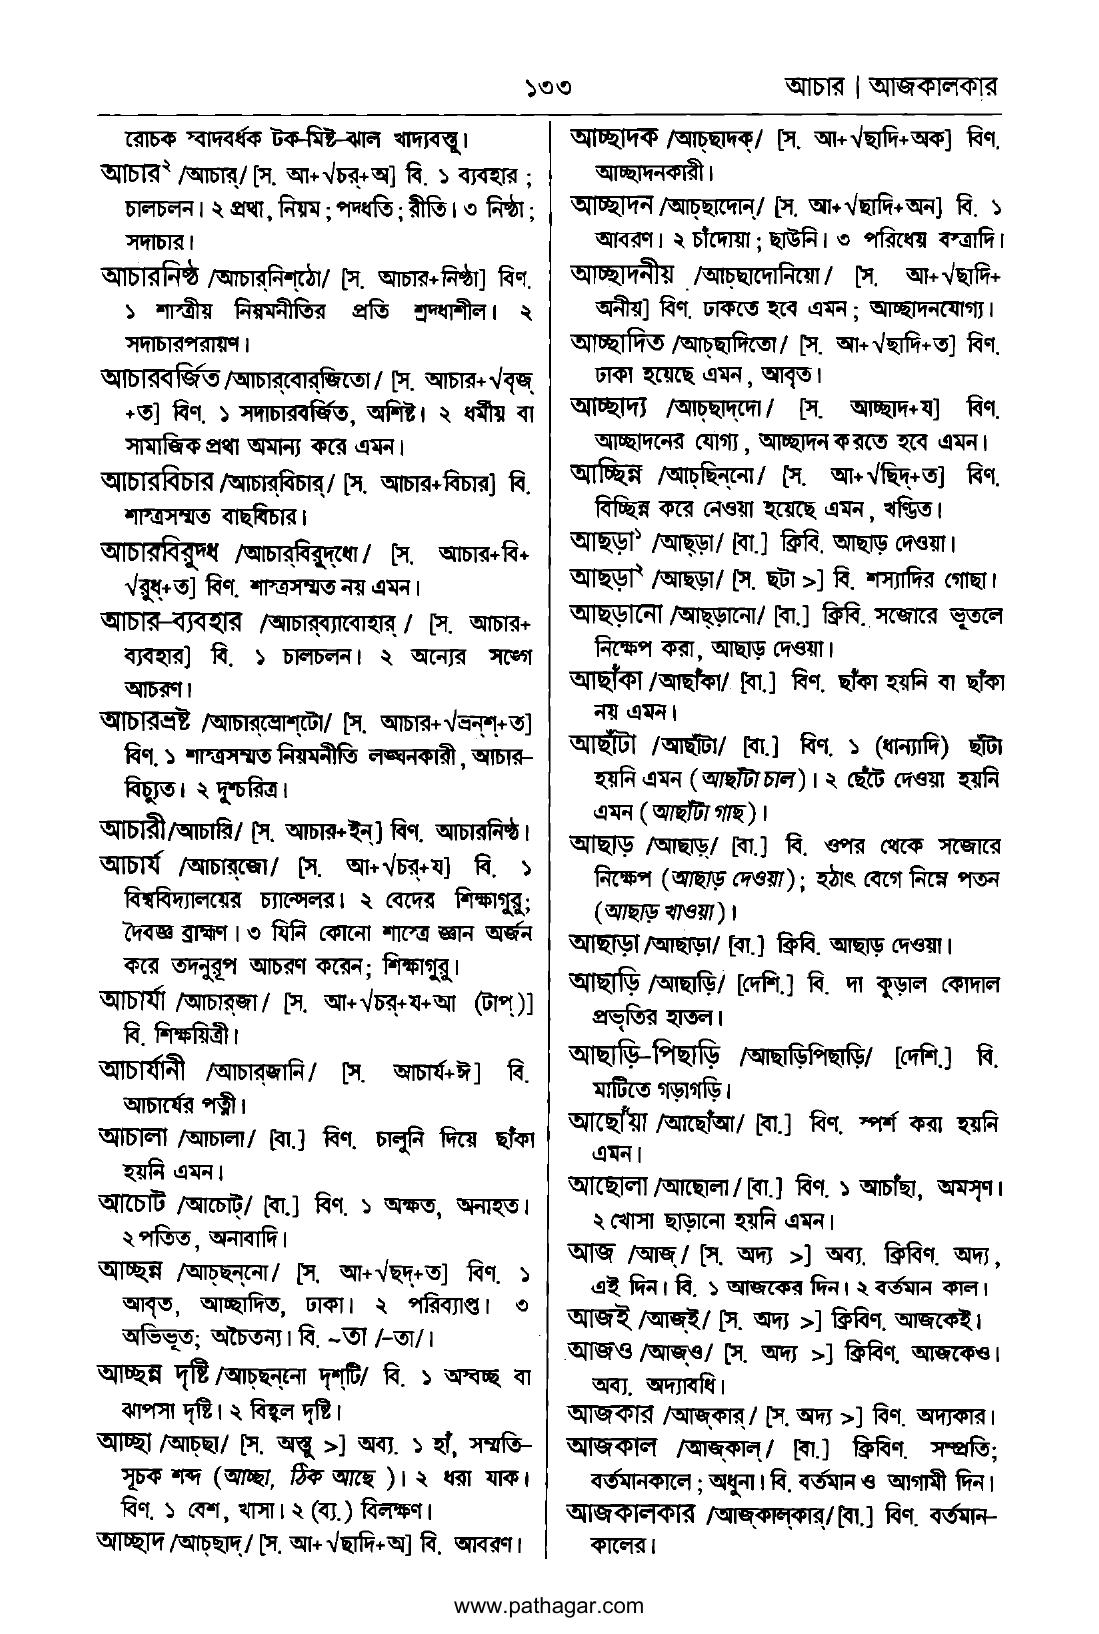 ১৩৩
আচার | আজকালকার
রোচক স্বাদবর্ধক টক-মিষ্ট-ঝাল খাদ্যবস্তু।
আচার২ /আচার্/ [স. আ+√চর্+অ] বি. ১ ব্যবহার ;
চালচলন। ২ প্রথা, নিয়ম ; পদ্ধতি ; রীতি। ৩ নিষ্ঠা ;
সদাচার।
আচারনিষ্ঠ /আচার্‌নিশ্‌ঠো/ [স. আচার+নিষ্ঠা] বিণ.
১ শাস্ত্রীয় নিয়মনীতির প্রতি শ্রদ্ধাশীল। ২
সদাচারপরায়ণ।
আচারবর্জিত /আচার্‌বোর্‌জিতো/ [স. আচার+√বৃজ্
+ত] বিণ. ১ সদাচারবর্জিত, অশিষ্ট। ২ ধর্মীয় বা
সামাজিক প্রথা অমান্য করে এমন।
আচারবিচার /আচার্‌বিচার্/ [স. আচার+বিচার] বি.
শাস্ত্রসম্মত বাছবিচার।
আচারবিরুদ্ধ /আচার্‌বিরুদ্‌ধো/ [স. আচার+বি+
√রুধ্+ত] বিণ. শাস্ত্রসম্মত নয় এমন।
আচার-ব্যবহার /আচার্‌ব্যাবোহার্/ [স. আচার+
ব্যবহার] বি. ১ চালচলন। ২ অন্যের সঙ্গে
আচরণ।
আচারভ্রষ্ট /আচার্‌ভ্রোশ্‌টো/ [স. আচার+√ভ্রন্‌শ্+ত]
বিণ. ১ শাস্ত্রসম্মত নিয়মনীতি লঙ্ঘনকারী, আচার-
বিচ্যুত। ২ দুশ্চরিত্র।
আচারী /আচারি/ [স. আচার+ইন্] বিণ. আচারনিষ্ঠ।
আচার্য /আচার্‌জো/ [স. আ+√চর্+য] বি. ১
বিশ্ববিদ্যালয়ের চ্যান্সেলর। ২ বেদের শিক্ষাগুরু;
দৈবজ্ঞ ব্রাহ্মণ। ৩ যিনি কোনো শাস্ত্রে জ্ঞান অর্জন
করে তদনুরূপ আচরণ করেন; শিক্ষাগুরু।
আচার্যা /আচার্‌জা/ [স. আ+√চর্+য+আ (টাপ্)]
বি. শিক্ষয়িত্রী।
আচার্যানী /আচার্‌জানি/ [স. আচার্য+ঈ] বি.
আচার্যের পত্নী।
আচালা /আচালা/ [বা.] বিণ. চালুনি দিয়ে ছাঁকা
হয়নি এমন।
আচোট /আচোট্/ [বা.] বিণ. ১ অক্ষত, অনাহত।
২ পতিত, অনাবাদি।
আচ্ছন্ন /আচ্‌ছন্‌নো/ [স. আ+√ছদ্+ত] বিণ. ১
আবৃত, আচ্ছাদিত, ঢাকা। ২ পরিব্যাপ্ত। ৩
অভিভূত; অচৈতন্য। বি. ~তা /-তা/।
আচ্ছন্ন দৃষ্টি /আচ্‌ছন্‌নো দৃশ্‌টি/ বি. ১ অস্বচ্ছ বা
ঝাপসা দৃষ্টি। ২ বিহ্বল দৃষ্টি।
আচ্ছা /আচ্‌ছা/ [স. অস্তু >] অব্য. ১ হাঁ, সম্মতি-
সূচক শব্দ (আচ্ছা, ঠিক আছে )। ২ ধরা যাক।
বিণ. ১ বেশ, খাসা। ২ (ব্য.) বিলক্ষণ।
আচ্ছাদ /আচ্‌ছাদ্/ [স. আ+√ছাদি+অ] বি. আবরণ।
আচ্ছাদক /আচ্‌ছাদক্/ [স. আ+√ছাদি+অক] বিণ.
আচ্ছাদনকারী।
আচ্ছাদন /আচ্‌ছাদোন্/ [স. আ+√ছাদি+অন] বি. ১
আবরণ। ২ চাঁদোয়া ; ছাউনি। ৩ পরিধেয় বস্ত্রাদি।
আচ্ছাদনীয় /আচ্‌ছাদোনিয়ো/ [স. আ+√ছাদি+
অনীয়] বিণ. ঢাকতে হবে এমন ; আচ্ছাদনযোগ্য।
আচ্ছাদিত /আচ্‌ছাদিতো/ [স. আ+√ছাদি+ত] বিণ.
ঢাকা হয়েছে এমন, আবৃত।
আচ্ছাদ্য /আচ্‌ছাদ্‌দো/ [স. আচ্ছাদ+য] বিণ.
আচ্ছাদনের যোগ্য, আচ্ছাদন করতে হবে এমন।
আচ্ছিন্ন /আচ্‌ছিন্‌নো/ [স. আ+√ছিদ্+ত] বিণ.
বিচ্ছিন্ন করে নেওয়া হয়েছে এমন, খণ্ডিত।
আছড়া১ /আছ্‌ড়া/ [বা.] ক্রিবি. আছাড় দেওয়া।
আছড়া২ /আছ্‌ড়া/ [স. ছটা >] বি. শস্যাদির গোছা।
আছড়ানো /আছ্‌ড়ানো/ [বা.] ক্রিবি. সজোরে ভূতলে
নিক্ষেপ করা, আছাড় দেওয়া।
আছাঁকা /আছাঁকা/ [বা.] বিণ. ছাঁকা হয়নি বা ছাঁকা
নয় এমন।
আছাঁটা /আছাঁটা/ [বা.] বিণ. ১ (ধান্যাদি) ছাঁটা
হয়নি এমন (আছাঁটা চাল)। ২ ছেঁটে দেওয়া হয়নি
এমন (আছাঁটা গাছ)।
আছাড় /আছাড়্/ [বা.] বি. ওপর থেকে সজোরে
নিক্ষেপ (আছাড় দেওয়া); হঠাৎ বেগে নিম্নে পতন
(আছাড় খাওয়া)।
আছাড়া /আছাড়া/ [বা.] ক্রিবি. আছাড় দেওয়া।
আছাড়ি /আছাড়ি/ [দেশি.] বি. দা কুড়াল কোদাল
প্রভৃতির হাতল।
আছাড়ি-পিছাড়ি /আছাড়িপিছাড়ি/ [দেশি.] বি.
মাটিতে গড়াগড়ি।
আছোঁয়া /আছোঁআ/ [বা.] বিণ. স্পর্শ করা হয়নি
এমন।
আছোলা /আছোলা/ [বা.] বিণ. ১ আচাঁছা, অমসৃণ।
২ খোসা ছাড়ানো হয়নি এমন।
আজ /আজ্/ [স. অদ্য >] অব্য. ক্রিবিণ. অদ্য,
এই দিন। বি. ১ আজকের দিন। ২ বর্তমান কাল।
আজই /আজ্‌ই/ [স. অদ্য >] ক্রিবিণ. আজকেই।
আজও /আজ্‌ও/ [স. অদ্য >] ক্রিবিণ. আজকেও।
অব্য. অদ্যাবধি।
আজকার /আজ্‌কার্/ [স. অদ্য >] বিণ. অদ্যকার।
আজকাল /আজ্‌কাল্/ [বা.] ক্রিবিণ. সম্প্রতি;
বর্তমানকালে ; অধুনা। বি. বর্তমান ও আগামী দিন।
আজকালকার /আজ্‌কাল্‌কার্/ [বা.] বিণ. বর্তমান-
কালের।
www.pathagar.com